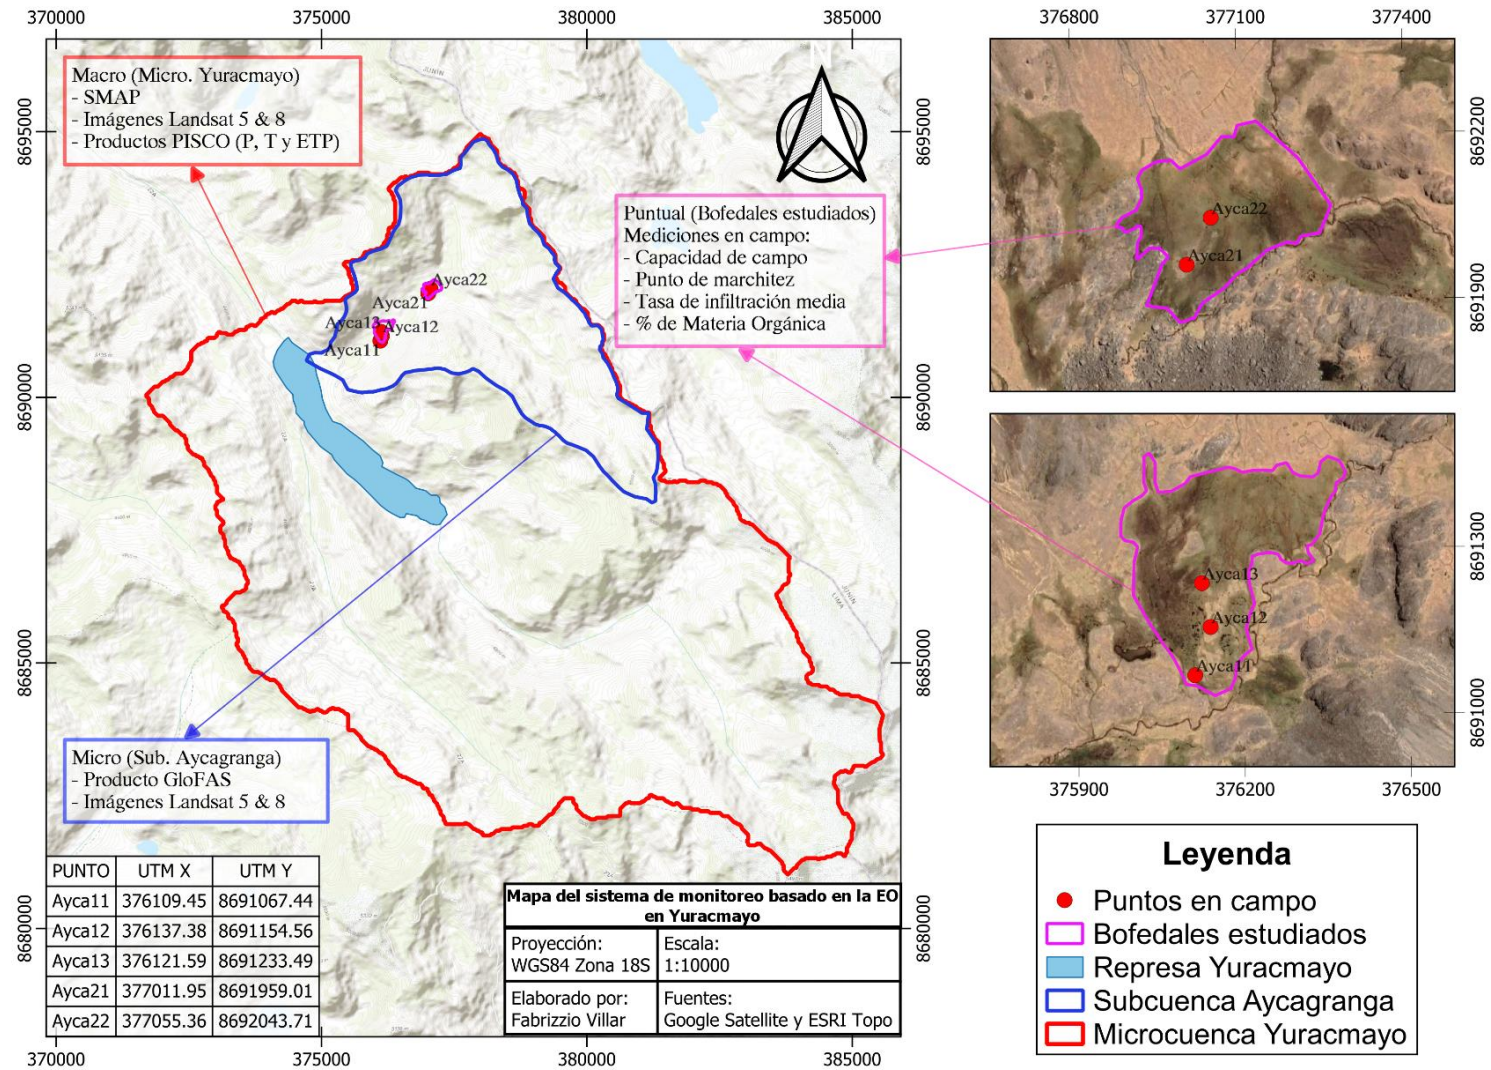 370000 375000 380000 385000
376800 377100 377400
Macro (Micro. Yuracmayo)
- SMAP
- Imágenes Landsat 5 & 8
- Productos PISCO (P, T y ETP)
N
JUNIN
8695000
8695000
8692200
Puntual (Bofedales estudiados)
Mediciones en campo:
- Capacidad de campo
- Punto de marchitez
- Tasa de infiltración media
- % de Materia Orgánica
Ayca22
Ayca21
8691900
Ayca22
Ayca21
Ayca13
Ayca12
Ayca11
8690000
8690000
8691300
Ayca13
Ayca12
Ayca11
8691000
375900 376200 376500
JUNIN
LIMA
8685000
8685000
Micro (Sub. Aycagranga)
- Producto GloFAS
- Imágenes Landsat 5 & 8
PUNTO UTM X UTM Y
Ayca11 376109.45 8691067.44
Ayca12 376137.38 8691154.56
Ayca13 376121.59 8691233.49
Ayca21 377011.95 8691959.01
Ayca22 377055.36 8692043.71
8680000
8680000
Mapa del sistema de monitoreo basado en la EO
en Yuracmayo
Proyección:
WGS84 Zona 18S
Escala:
1:10000
Elaborado por:
Fabrizzio Villar
Fuentes:
Google Satellite y ESRI Topo
370000 375000 380000 385000
Leyenda
Puntos en campo
Bofedales estudiados
Represa Yuracmayo
Subcuenca Aycagranga
Microcuenca Yuracmayo